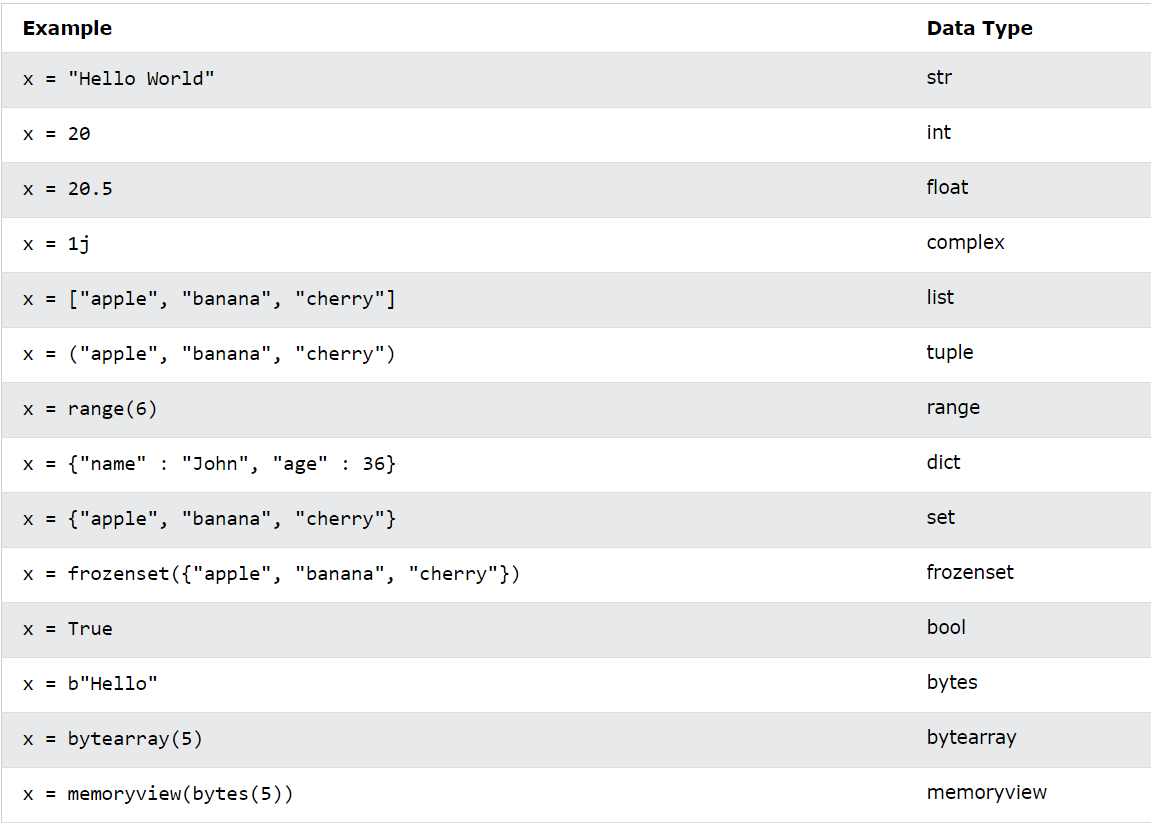 Example Data Type
x = "Hello World" str
x = 20 int
x = 20.5 float
x = 1j complex
x = ["apple", "banana", "cherry"] list
x = ("apple", "banana", "cherry") tuple
x = range(6) range
x = {"name" : "John", "age" : 36} dict
x = {"apple", "banana", "cherry"} set
x = frozenset({"apple", "banana", "cherry"}) frozenset
x = True bool
x = b"Hello" bytes
x = bytearray(5) bytearray
x = memoryview(bytes(5)) memoryview